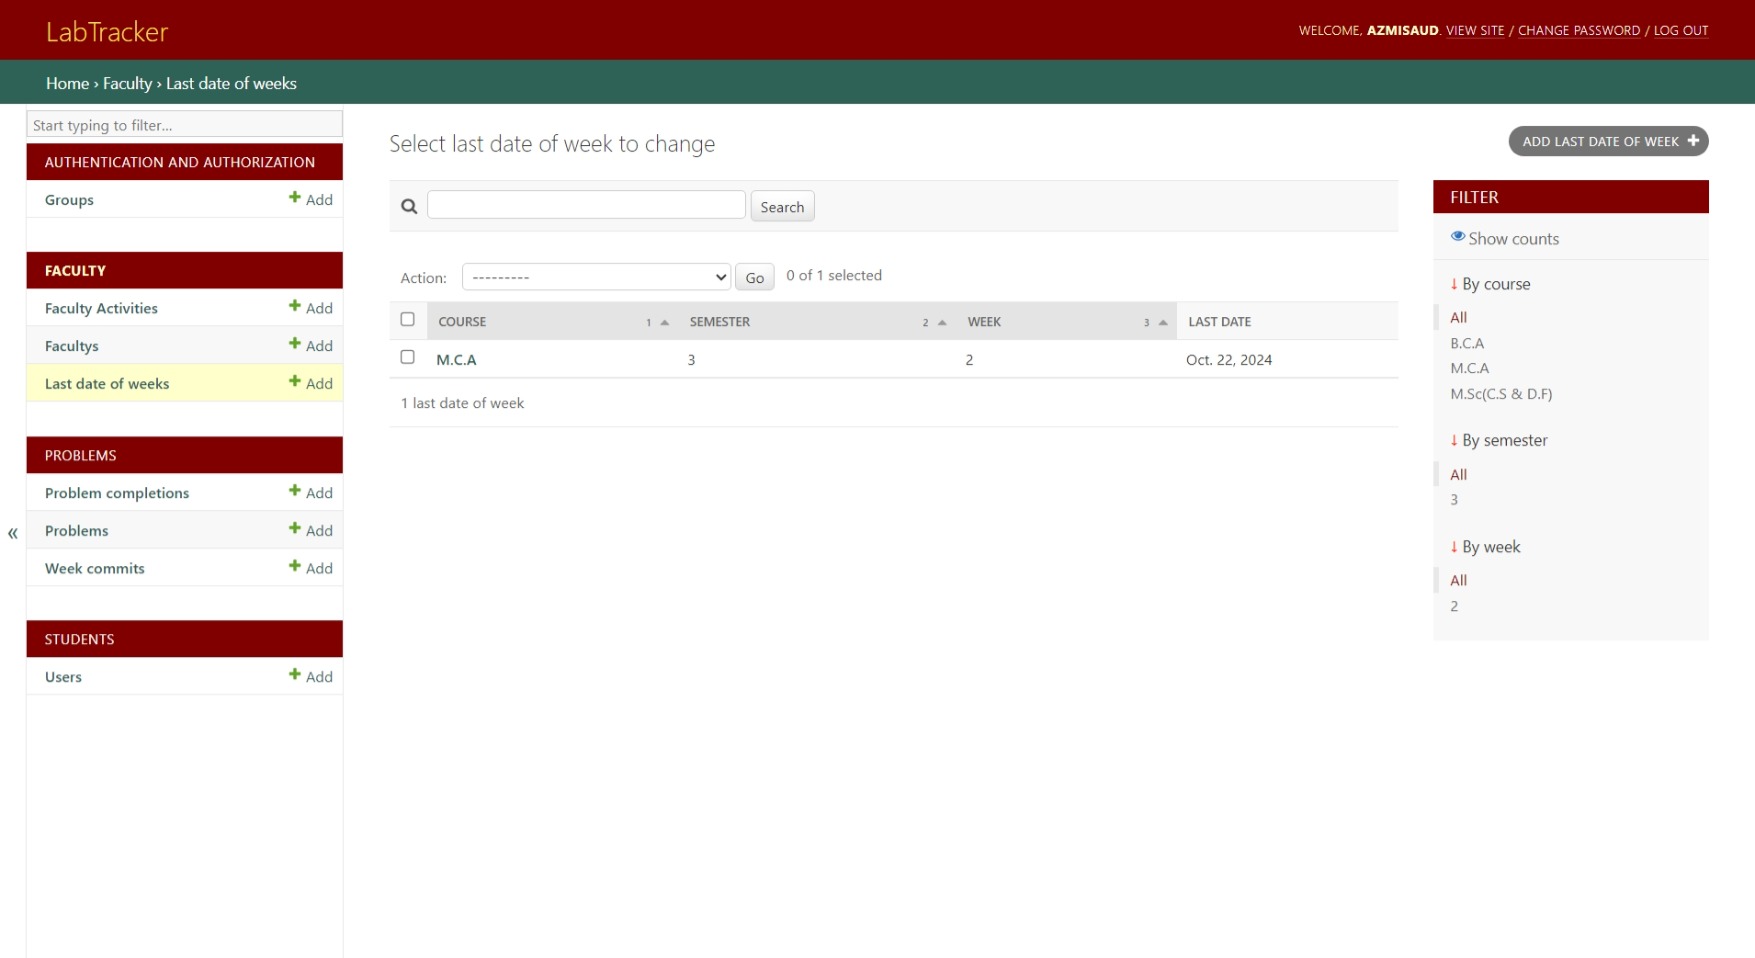 LabTracker
WELCOME, AZMISAUD. VIEW SITE / CHANGE PASSWORD / LOG OUT
Home › Faculty › Last date of weeks
Start typing to filter...
AUTHENTICATION AND AUTHORIZATION
Groups + Add
FACULTY
Faculty Activities + Add
Facultys + Add
Last date of weeks + Add
PROBLEMS
Problem completions + Add
Problems + Add
Week commits + Add
STUDENTS
Users + Add
«
Select last date of week to change
ADD LAST DATE OF WEEK +
Search
Action: --------- Go 0 of 1 selected
COURSE 1 SEMESTER 2 WEEK 3 LAST DATE
M.C.A 3 2 Oct. 22, 2024
1 last date of week
FILTER
Show counts
↓ By course
All
B.C.A
M.C.A
M.Sc(C.S & D.F)
↓ By semester
All
3
↓ By week
All
2